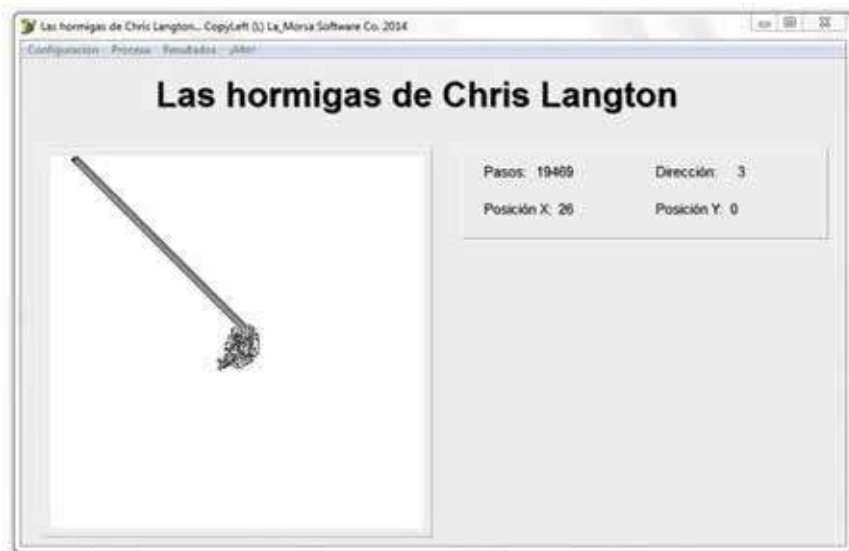 Las hormigas de Chris Langton... CopyLeft (L) La_Morsa Software Co. 2014
Configuracion Proceso Resultados ¡Alto!
Las hormigas de Chris Langton
Pasos: 19469 Dirección: 3
Posición X: 26 Posición Y: 0